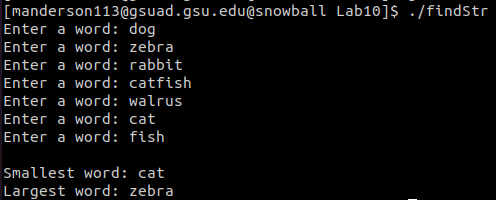 [manderson113@gsuad.gsu.edu@snowball Lab10]$ ./findStr
Enter a word: dog
Enter a word: zebra
Enter a word: rabbit
Enter a word: catfish
Enter a word: walrus
Enter a word: cat
Enter a word: fish
Smallest word: cat
Largest word: zebra